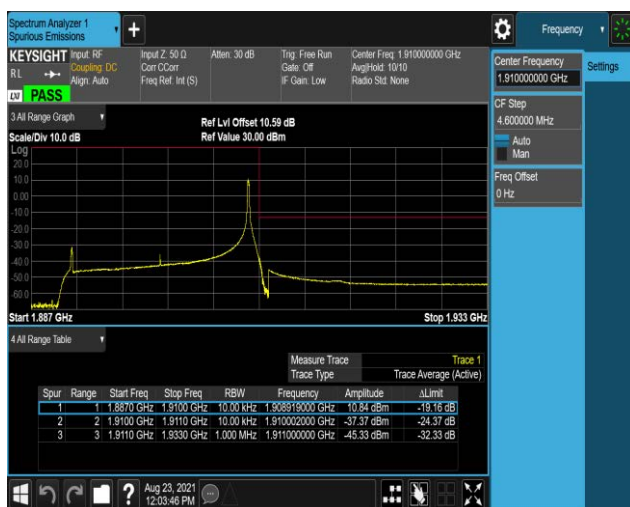 Spectrum Analyzer 1
Spurious Emissions
Frequency
KEYSIGHT
Input: RF
Input Z: 50 Ω
Atten: 30 dB
Trig: Free Run
Center Freq: 1.910000000 GHz
RL
Coupling: DC
Corr CCorr
Gate: Off
Avg|Hold: 10/10
Align: Auto
Freq Ref: Int (S)
IF Gain: Low
Radio Std: None
LXI PASS
Center Frequency
1.910000000 GHz
Settings
CF Step
4.600000 MHz
Auto
Man
Freq Offset
0 Hz
3 All Range Graph
Ref Lvl Offset 10.59 dB
Scale/Div 10.0 dB
Ref Value 30.00 dBm
Log
20.0
10.0
0.00
-10.0
-20.0
-30.0
-40.0
-50.0
-60.0
Start 1.887 GHz
Stop 1.933 GHz
4 All Range Table
Measure Trace Trace 1
Trace Type Trace Average (Active)
Spur Range Start Freq Stop Freq RBW Frequency Amplitude ΔLimit
1 1 1.8870 GHz 1.9100 GHz 10.00 kHz 1.908919000 GHz 10.84 dBm -19.16 dB
2 2 1.9100 GHz 1.9110 GHz 10.00 kHz 1.910002000 GHz -37.37 dBm -24.37 dB
3 3 1.9110 GHz 1.9330 GHz 1.000 MHz 1.911000000 GHz -45.33 dBm -32.33 dB
Aug 23, 2021
12:03:46 PM